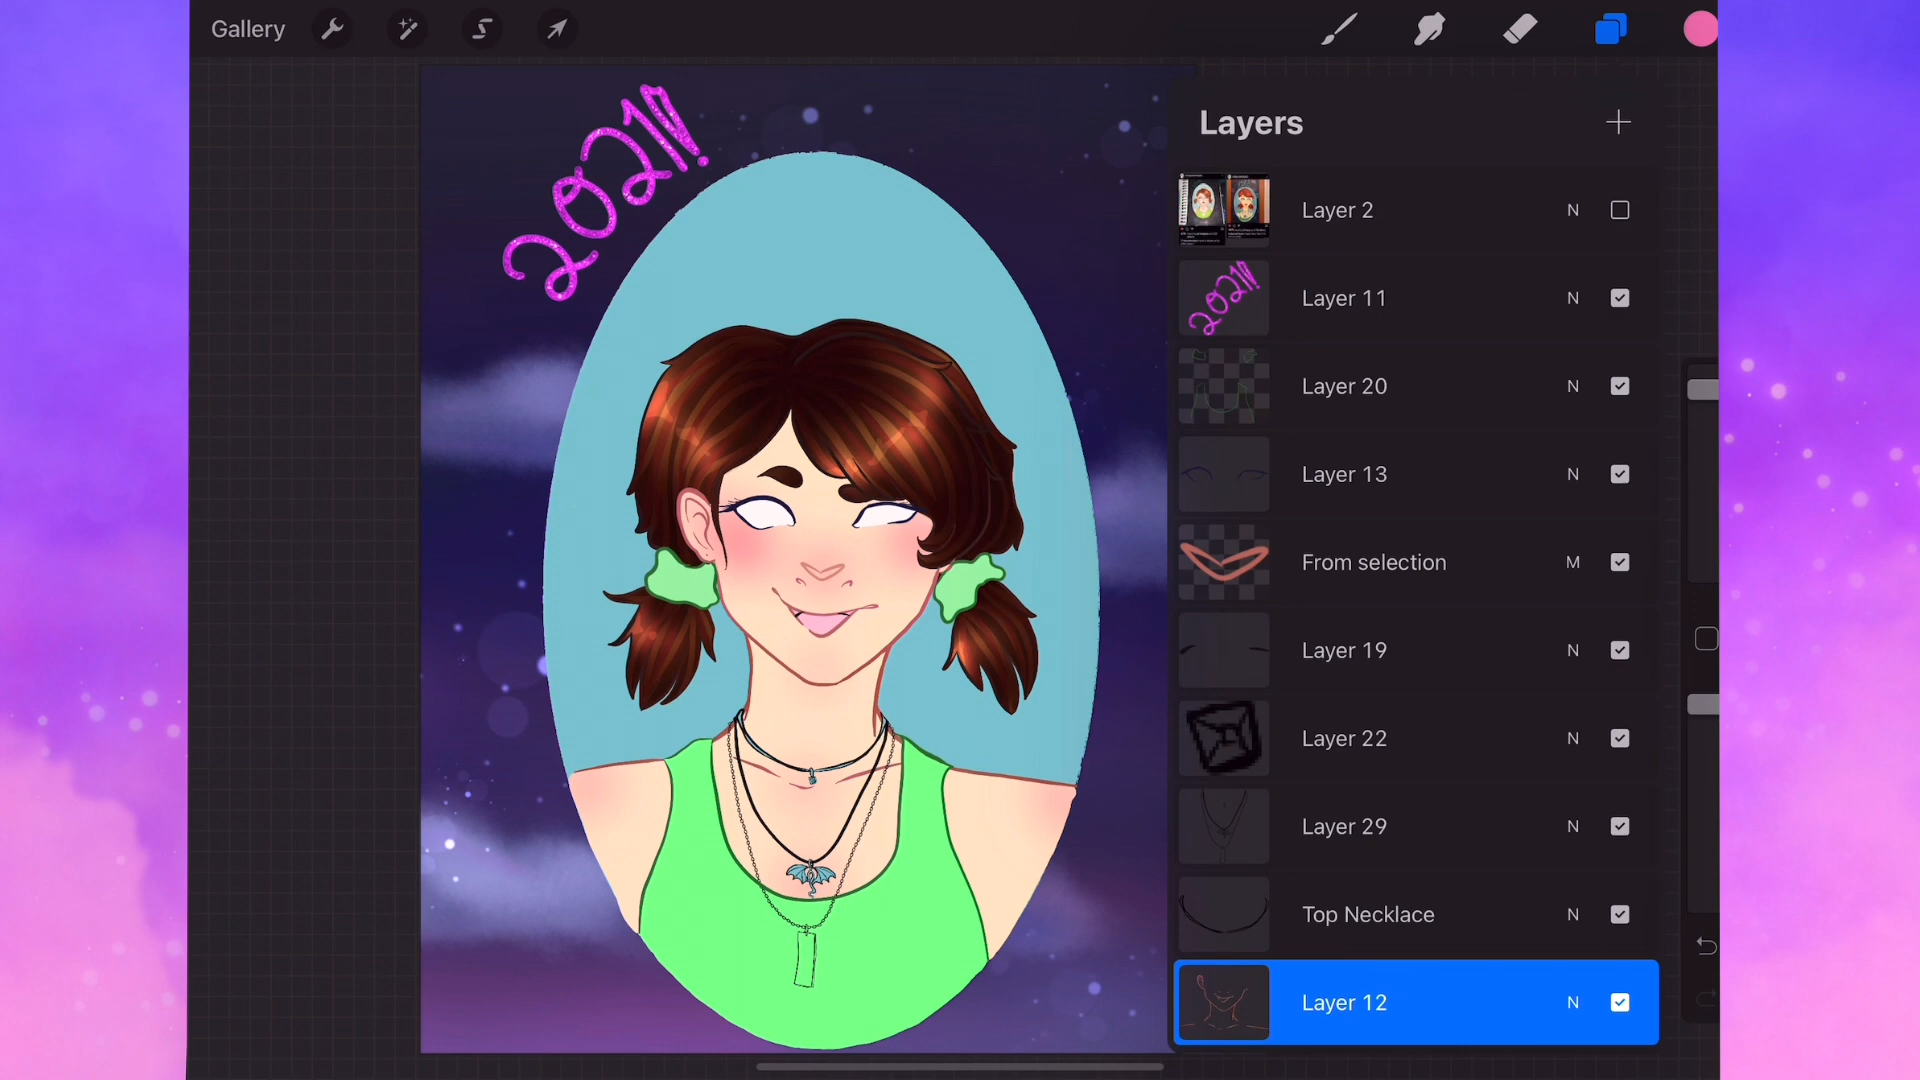 Gallery
2021!
Layers
Layer 2 N
Layer 11 N
Layer 20 N
Layer 13 N
From selection M
Layer 19 N
Layer 22 N
Layer 29 N
Top Necklace N
Layer 12 N